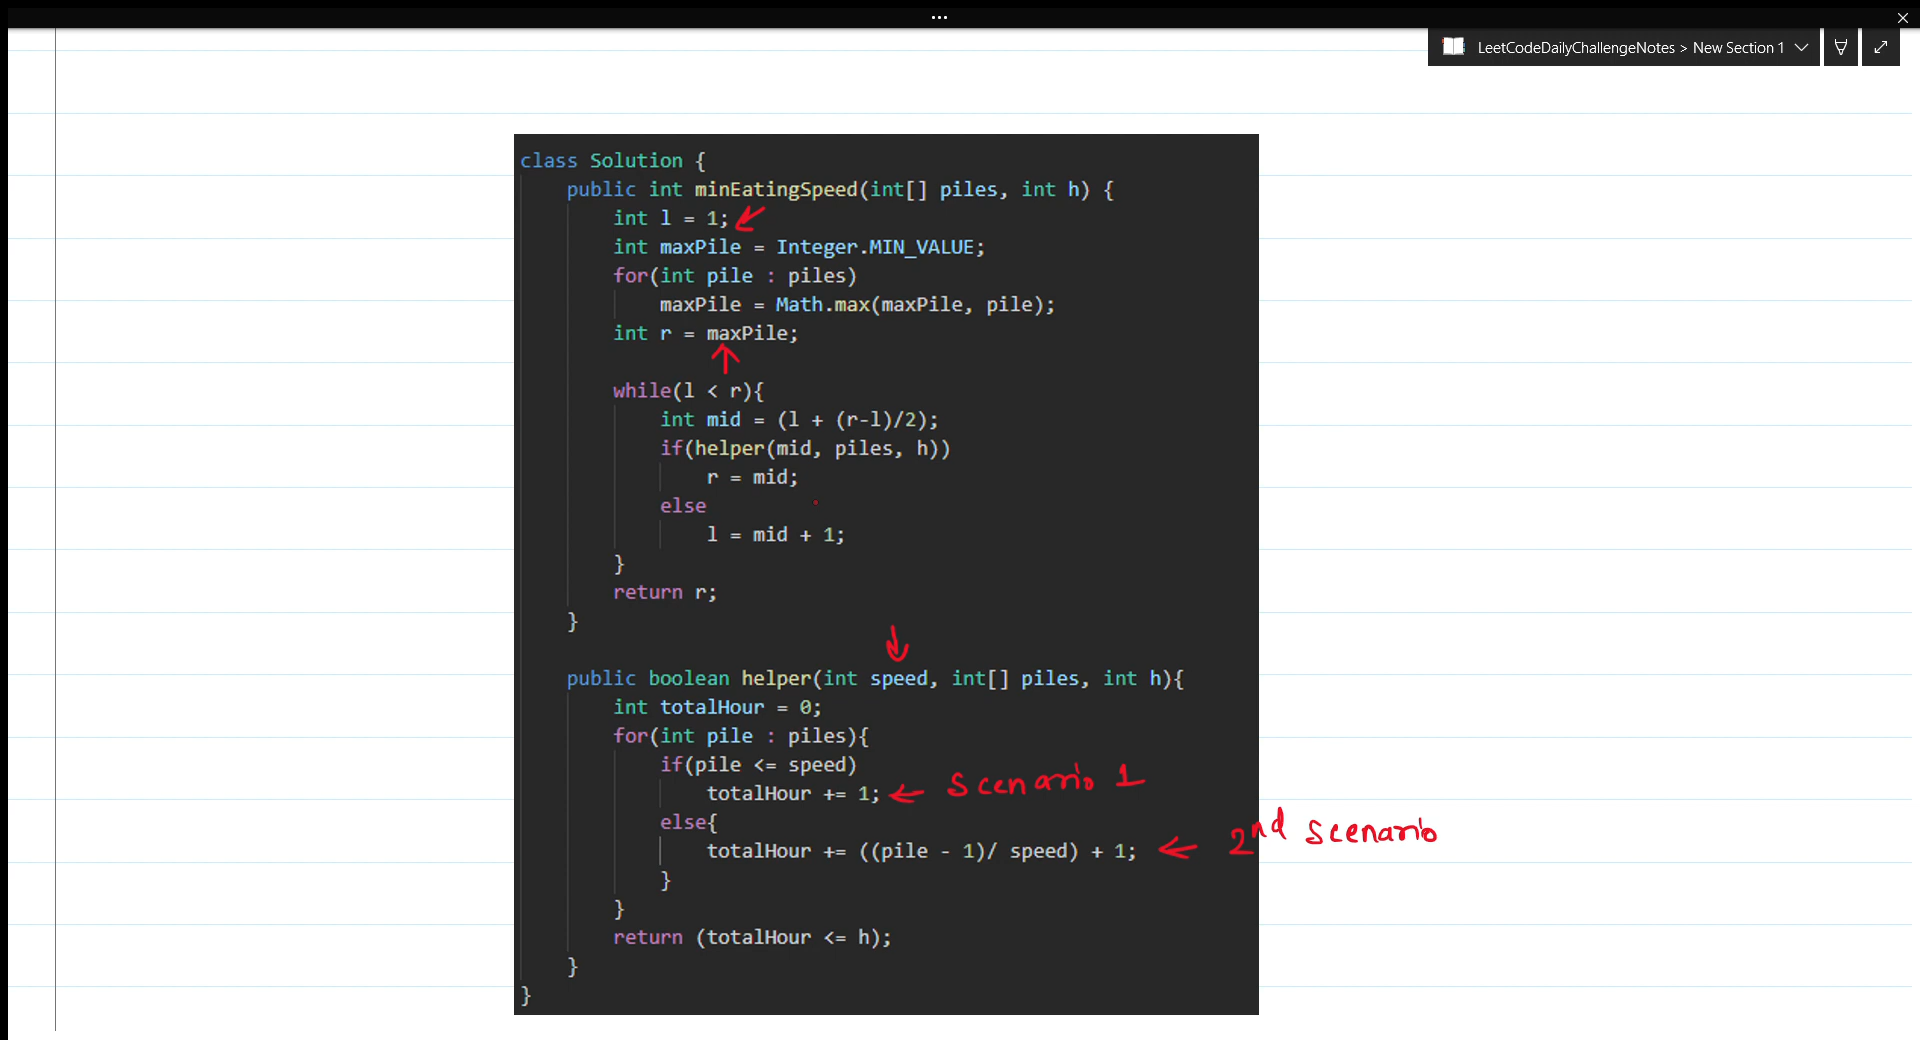 ...
LeetCodeDailyChallengeNotes > New Section 1
class Solution {
public int minEatingSpeed(int[] piles, int h) {
int l = 1;
int maxPile = Integer.MIN_VALUE;
for(int pile : piles)
maxPile = Math.max(maxPile, pile);
int r = maxPile;
while(l < r){
int mid = (l + (r-l)/2);
if(helper(mid, piles, h))
r = mid;
else
l = mid + 1;
}
return r;
}
public boolean helper(int speed, int[] piles, int h){
int totalHour = 0;
for(int pile : piles){
if(pile <= speed)
totalHour += 1; ← Scenario 1
else{
totalHour += ((pile - 1)/ speed) + 1; ← 2nd Scenario
}
}
return (totalHour <= h);
}
}